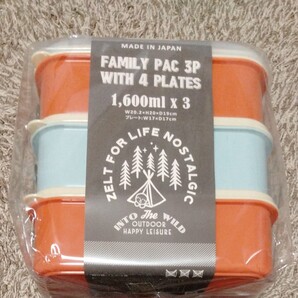 MADE IN JAPAN
FAMILY PAC 3P
WITH 4 PLATES
1,600ml x 3
ZELT FOR LIFE NOSTALGIC
INTO The WILD
OUTDOOR
HAPPY LEISURE